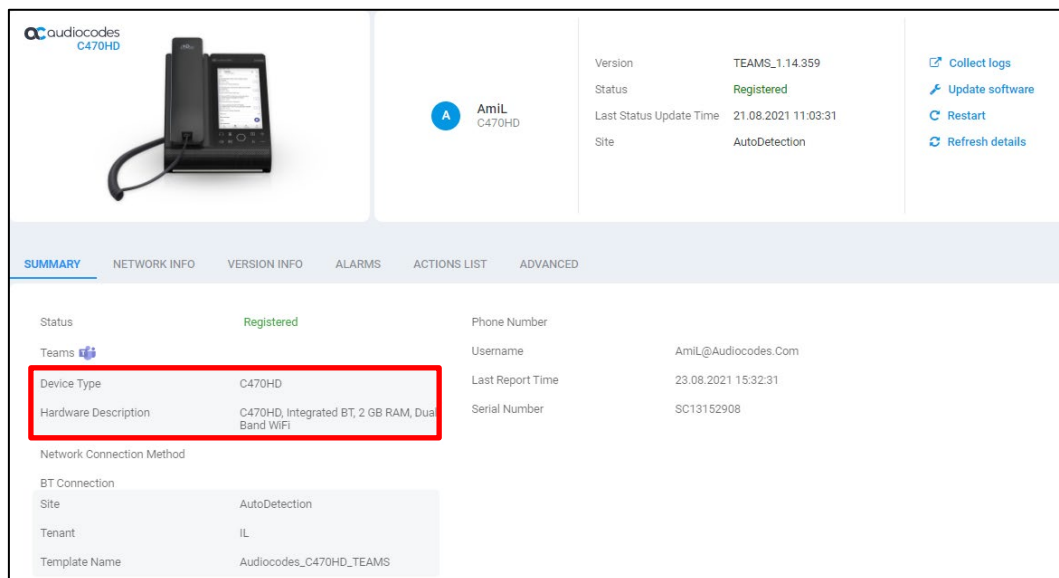 audiocodes
C470HD
A
AmiL
C470HD
Version TEAMS_1.14.359
Status Registered
Last Status Update Time 21.08.2021 11:03:31
Site AutoDetection
Collect logs
Update software
Restart
Refresh details
SUMMARY NETWORK INFO VERSION INFO ALARMS ACTIONS LIST ADVANCED
Status Registered
Teams
Device Type C470HD
Hardware Description C470HD, Integrated BT, 2 GB RAM, Dual
Band WiFi
Network Connection Method
BT Connection
Site AutoDetection
Tenant IL
Template Name Audiocodes_C470HD_TEAMS
Phone Number
Username AmiL@Audiocodes.Com
Last Report Time 23.08.2021 15:32:31
Serial Number SC13152908